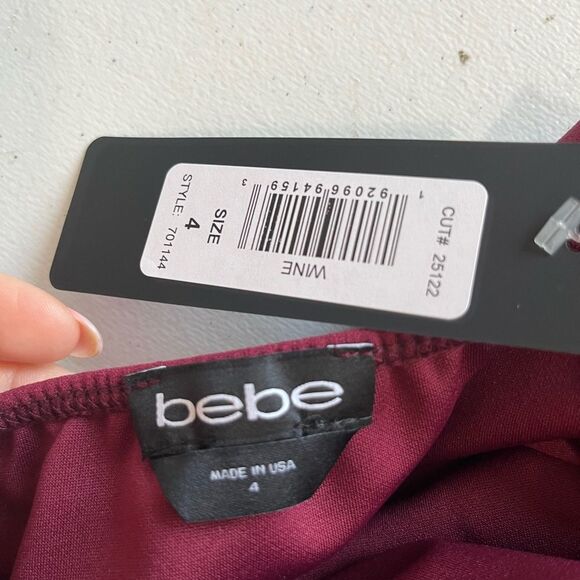 STYLE: 701144
SIZE
4
1 92096 94159 3
WINE
CUT# 25122
bebe
MADE IN USA
4